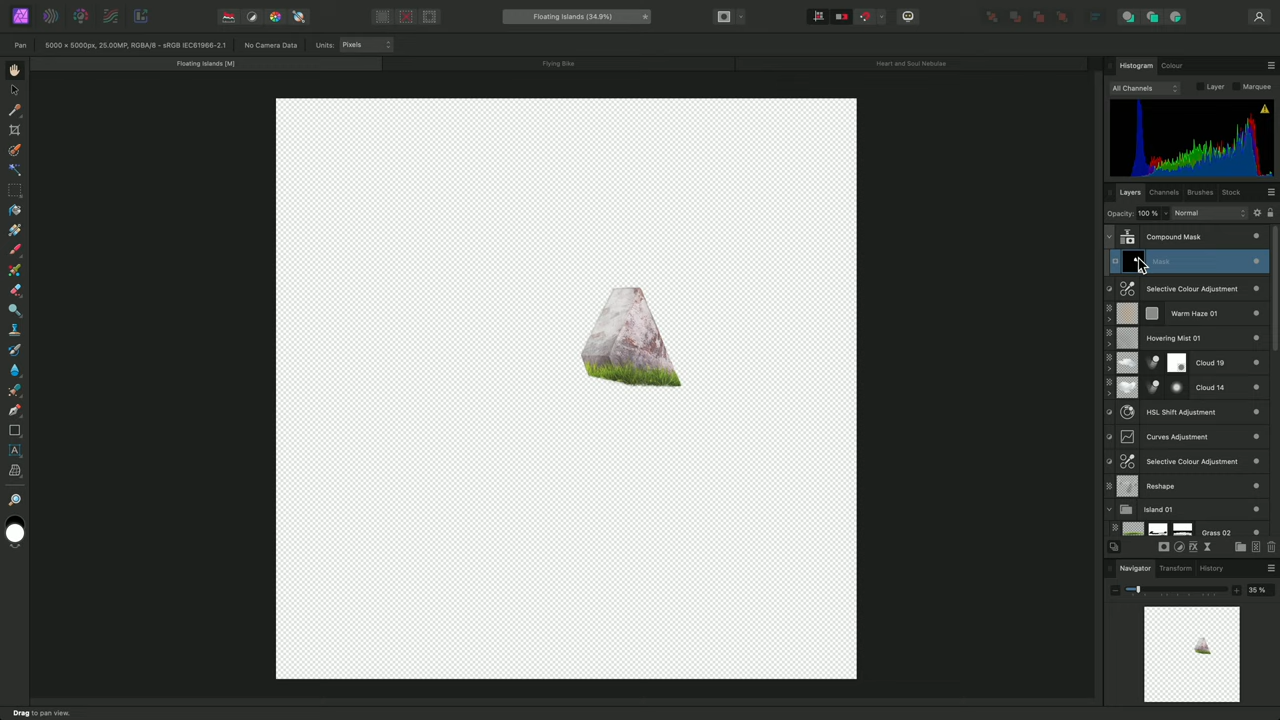 Floating Islands (34.9%)
Pan
5000 × 5000px, 25.00MP, RGBA/8 - sRGB IEC61966-2.1
No Camera Data
Units:
Pixels
Floating Islands [M]
Flying Bike
Heart and Soul Nebulae
Histogram
Colour
All Channels
Layer
Marquee
Layers
Channels
Brushes
Stock
Opacity:
100 %
Normal
Compound Mask
Mask
Selective Colour Adjustment
Warm Haze 01
Hovering Mist 01
Cloud 19
Cloud 14
HSL Shift Adjustment
Curves Adjustment
Selective Colour Adjustment
Reshape
Island 01
Grass 02
Navigator
Transform
History
35 %
Drag to pan view.